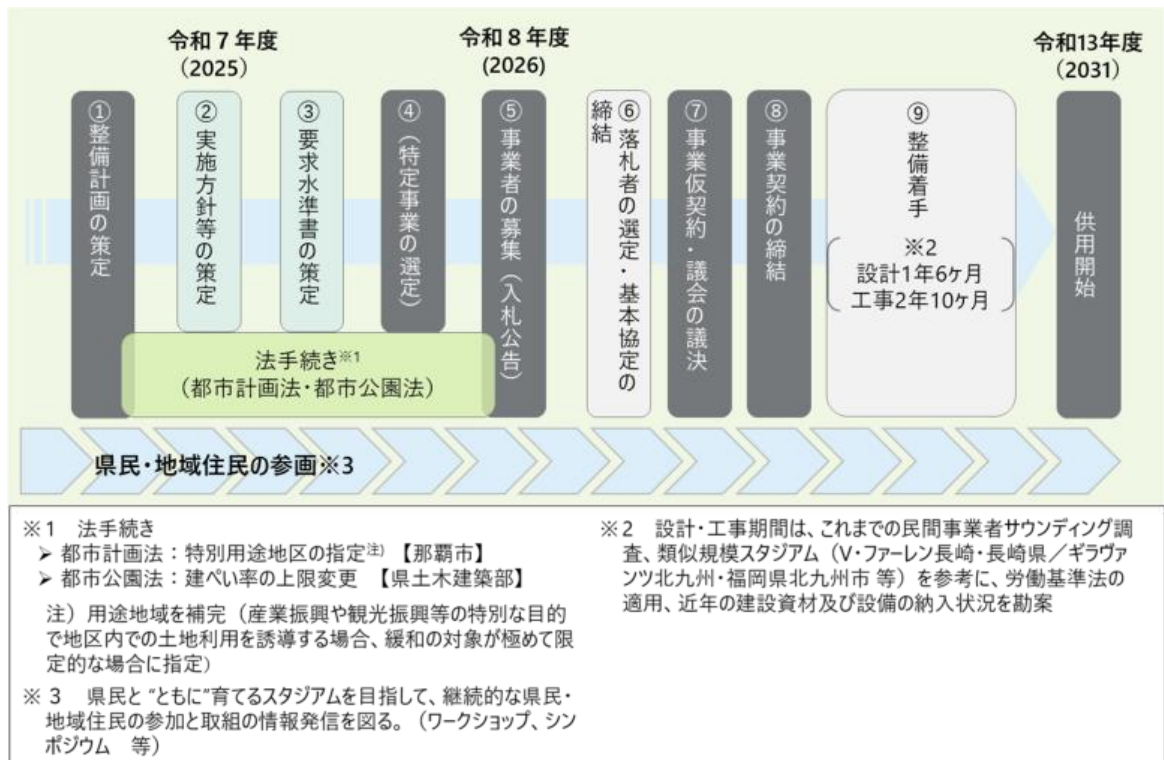 令和７年度
（2025）
令和８年度
(2026)
令和13年度
（2031）
①整備計画の策定
②実施方針等の策定
③要求水準書の策定
④（特定事業の選定）
⑤事業者の募集（入札公告）
⑥落札者の選定・基本協定の
締結
⑦事業仮契約・議会の議決
⑧事業契約の締結
⑨整備着手
※2
設計1年6ヶ月
工事2年10ヶ月
供用開始
法手続き※1
（都市計画法・都市公園法）
県民・地域住民の参画※3
※1　法手続き
➢ 都市計画法：特別用途地区の指定注）【那覇市】
➢ 都市公園法：建ぺい率の上限変更　【県土木建築部】
注）用途地域を補完（産業振興や観光振興等の特別な目的
で地区内での土地利用を誘導する場合、緩和の対象が極めて限
定的な場合に指定）
※３　県民と “ともに”育てるスタジアムを目指して、継続的な県民・
地域住民の参加と取組の情報発信を図る。（ワークショップ、シン
ポジウム　等）
※２　設計・工事期間は、これまでの民間事業者サウンディング調
査、類似規模スタジアム（V・ファーレン長崎・長崎県／ギラヴァ
ンツ北九州・福岡県北九州市 等）を参考に、労働基準法の
適用、近年の建設資材及び設備の納入状況を勘案